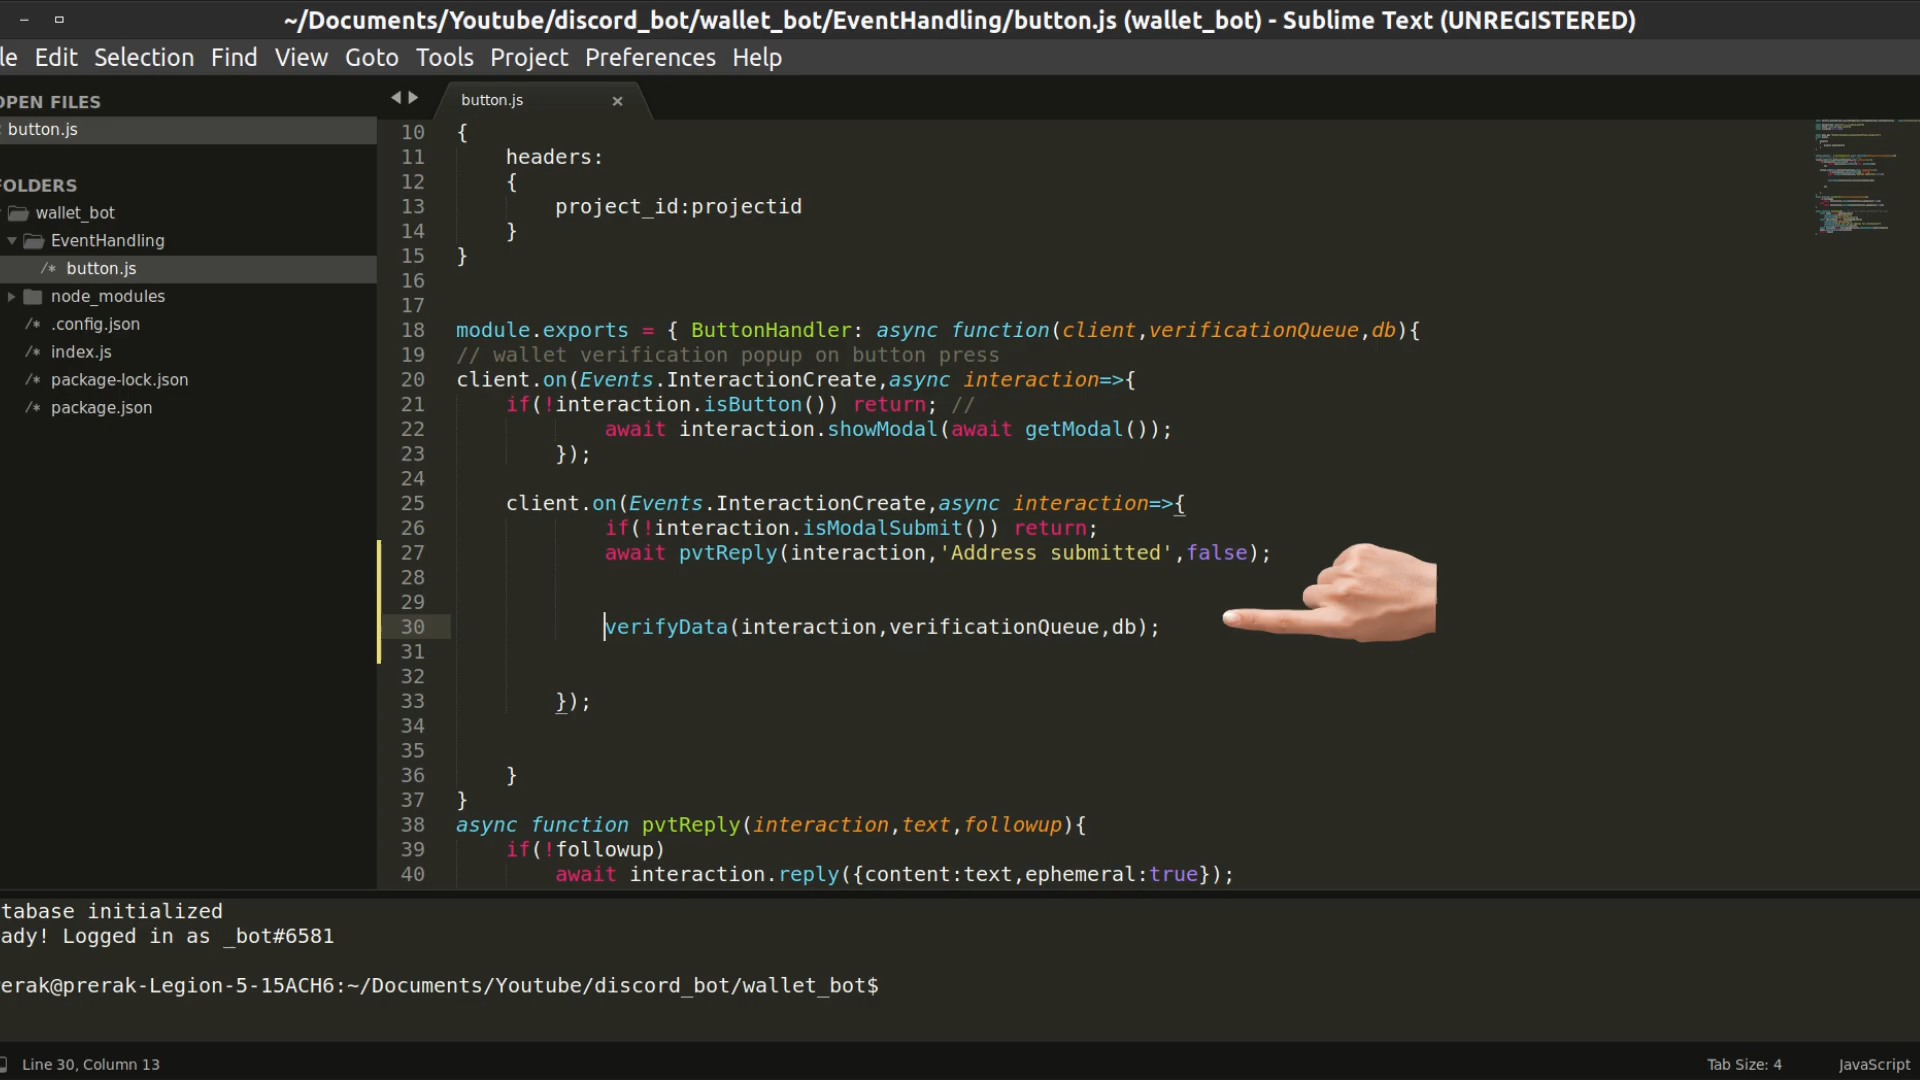 ~/Documents/Youtube/discord_bot/wallet_bot/EventHandling/button.js (wallet_bot) - Sublime Text (UNREGISTERED)
le Edit Selection Find View Goto Tools Project Preferences Help
OPEN FILES
button.js
FOLDERS
wallet_bot
EventHandling
/* button.js
node_modules
/* .config.json
/* index.js
/* package-lock.json
/* package.json
button.js ×
10 {
11 headers:
12 {
13 project_id:projectid
14 }
15 }
16
17
18 module.exports = { ButtonHandler: async function(client,verificationQueue,db){
19 // wallet verification popup on button press
20 client.on(Events.InteractionCreate,async interaction=>{
21 if(!interaction.isButton()) return; //
22 await interaction.showModal(await getModal());
23 });
24
25 client.on(Events.InteractionCreate,async interaction=>{
26 if(!interaction.isModalSubmit()) return;
27 await pvtReply(interaction,'Address submitted',false);
28
29
30 verifyData(interaction,verificationQueue,db);
31
32
33 });
34
35
36 }
37 }
38 async function pvtReply(interaction,text,followup){
39 if(!followup)
40 await interaction.reply({content:text,ephemeral:true});
tabase initialized
ady! Logged in as _bot#6581
erak@prerak-Legion-5-15ACH6:~/Documents/Youtube/discord_bot/wallet_bot$
Line 30, Column 13
Tab Size: 4
JavaScript